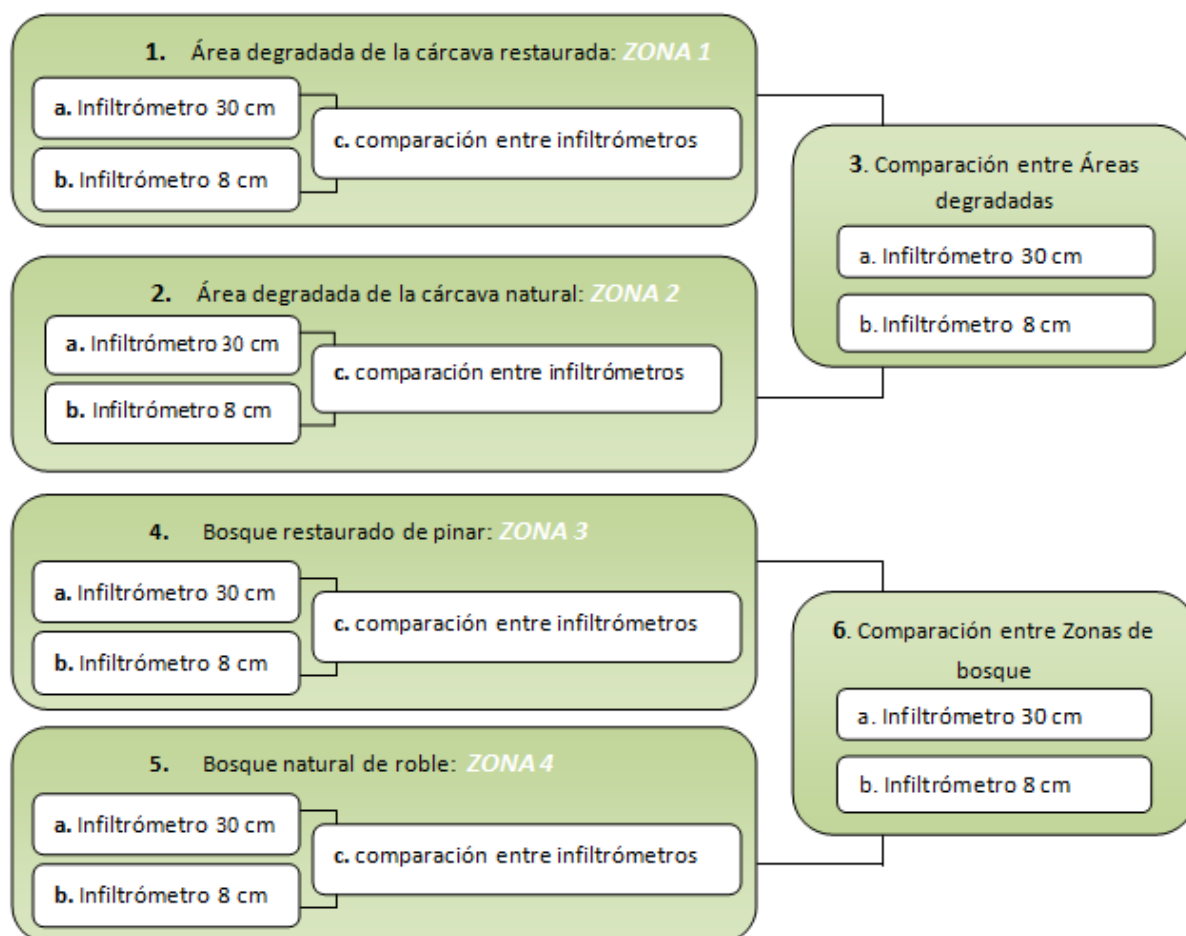 1. Área degradada de la cárcava restaurada: ZONA 1
a. Infiltrómetro 30 cm
b. Infiltrómetro 8 cm
c. comparación entre infiltrómetros
2. Área degradada de la cárcava natural: ZONA 2
a. Infiltrómetro 30 cm
b. Infiltrómetro 8 cm
c. comparación entre infiltrómetros
3. Comparación entre Áreas
degradadas
a. Infiltrómetro 30 cm
b. Infiltrómetro 8 cm
4. Bosque restaurado de pinar: ZONA 3
a. Infiltrómetro 30 cm
b. Infiltrómetro 8 cm
c. comparación entre infiltrómetros
5. Bosque natural de roble: ZONA 4
a. Infiltrómetro 30 cm
b. Infiltrómetro 8 cm
c. comparación entre infiltrómetros
6. Comparación entre Zonas de
bosque
a. Infiltrómetro 30 cm
b. Infiltrómetro 8 cm